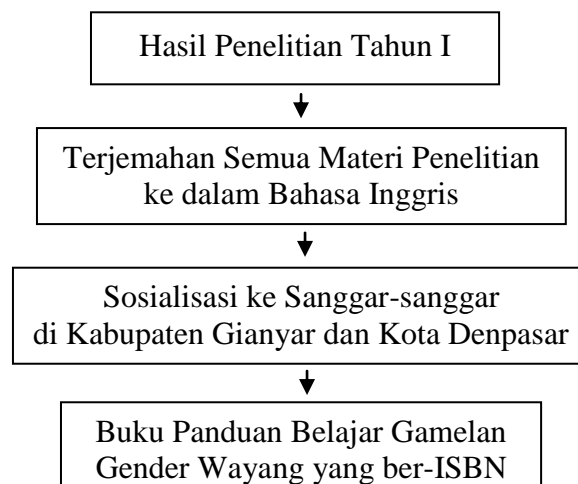 Hasil Penelitian Tahun I
Terjemahan Semua Materi Penelitian
ke dalam Bahasa Inggris
Sosialisasi ke Sanggar-sanggar
di Kabupaten Gianyar dan Kota Denpasar
Buku Panduan Belajar Gamelan
Gender Wayang yang ber-ISBN